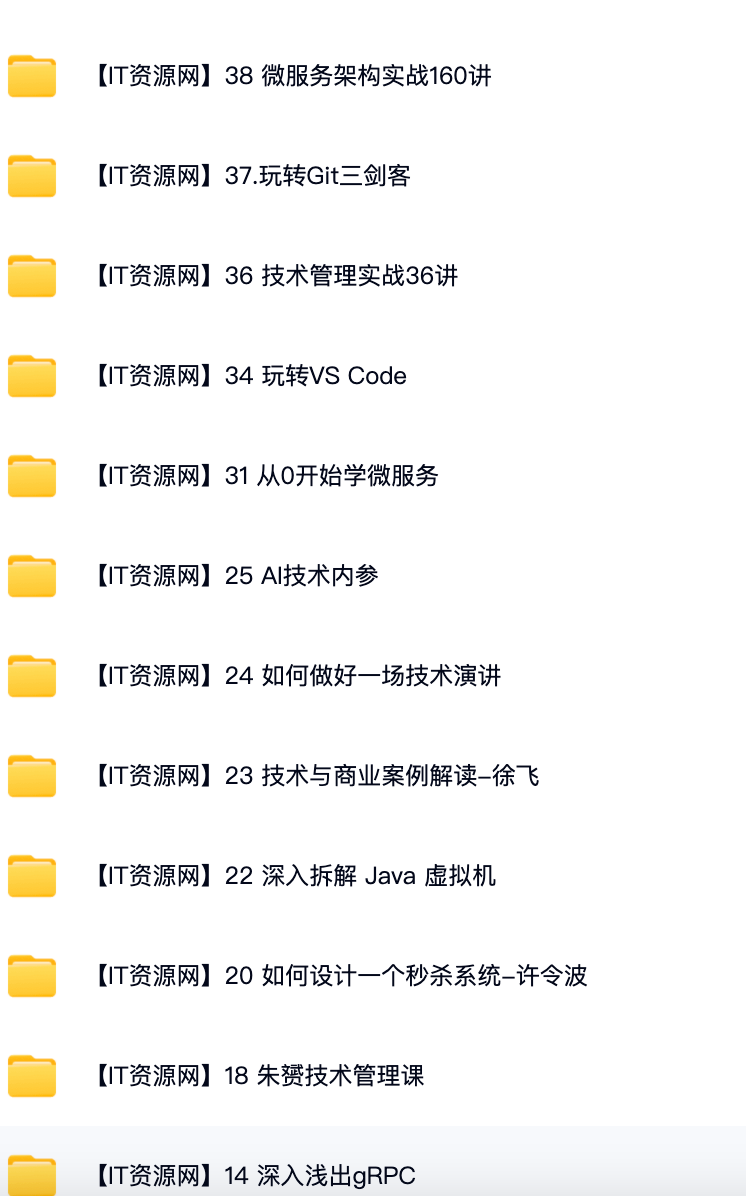 【IT资源网】38 微服务架构实战160讲
【IT资源网】37.玩转Git三剑客
【IT资源网】36 技术管理实战36讲
【IT资源网】34 玩转VS Code
【IT资源网】31 从0开始学微服务
【IT资源网】25 AI技术内参
【IT资源网】24 如何做好一场技术演讲
【IT资源网】23 技术与商业案例解读–徐飞
【IT资源网】22 深入拆解 Java 虚拟机
【IT资源网】20 如何设计一个秒杀系统–许令波
【IT资源网】18 朱赟技术管理课
【IT资源网】14 深入浅出gRPC